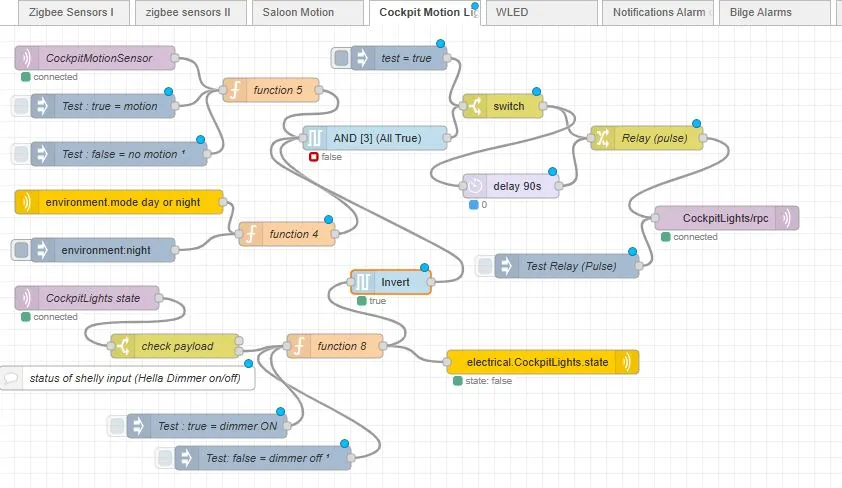 Zigbee Sensors I
zigbee sensors II
Saloon Motion
Cockpit Motion Lig
WLED
Notifications Alarm
Bilge Alarms
CockpitMotionSensor
connected
test = true
Test : true = motion
function 5
switch
Test : false = no motion ¹
AND [3] (All True)
false
Relay (pulse)
delay 90s
0
environment.mode day or night
CockpitLights/rpc
connected
function 4
environment:night
Test Relay (Pulse)
Invert
true
CockpitLights state
connected
check payload
function 8
electrical.CockpitLights.state
state: false
status of shelly input (Hella Dimmer on/off)
Test : true = dimmer ON
Test: false = dimmer off ¹